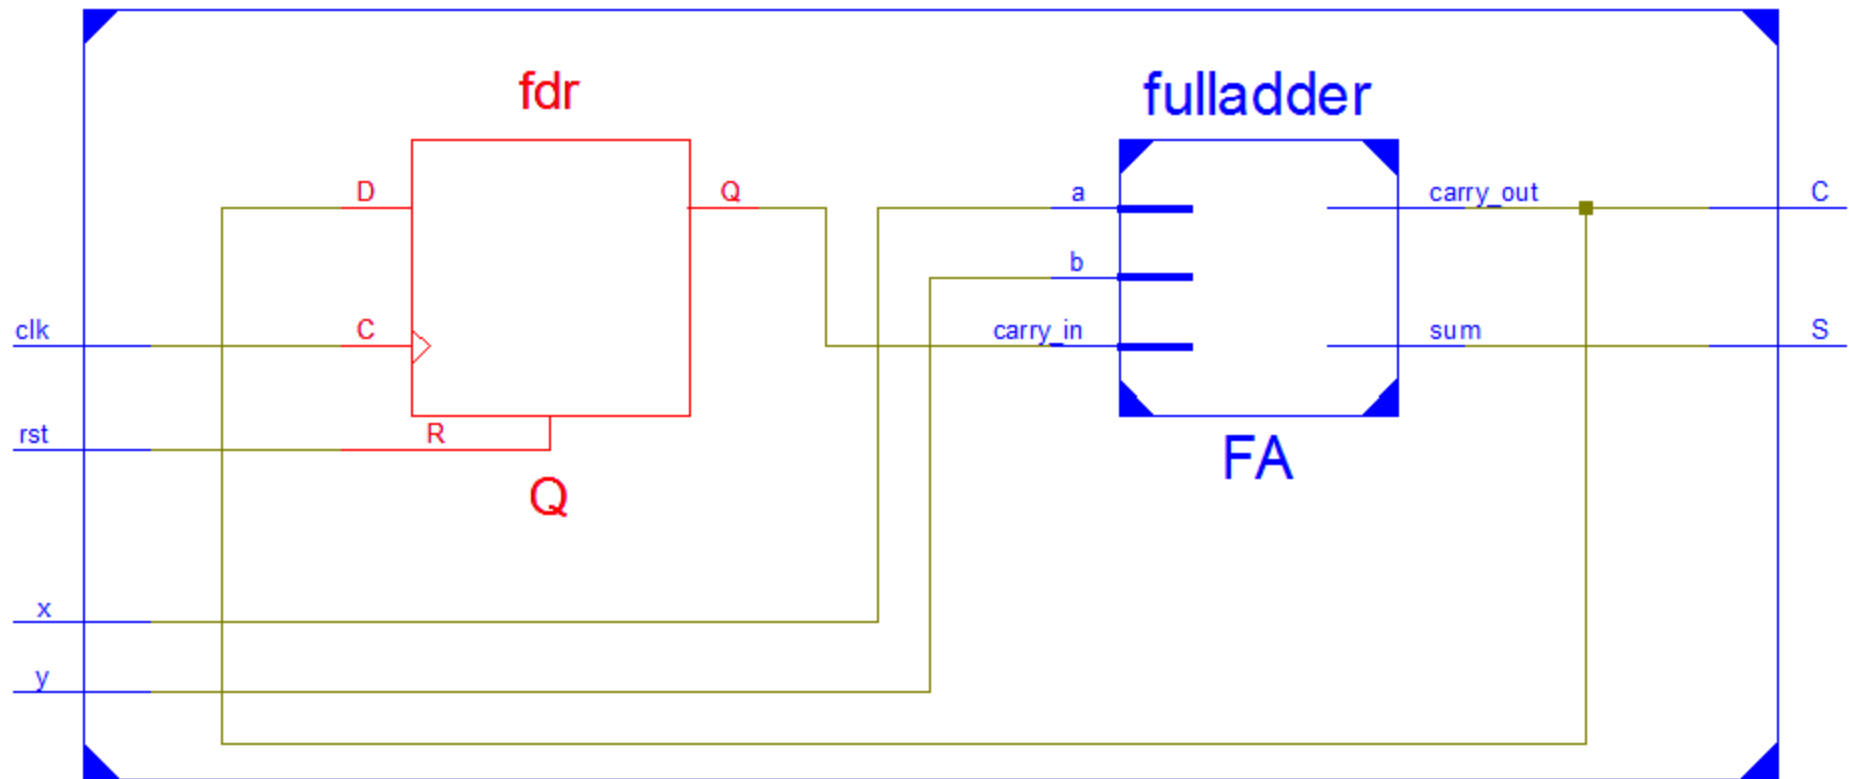 fdr
fulladder
D
Q
a
carry_out
C
b
clk
C
carry_in
sum
S
rst
R
FA
Q
x
y